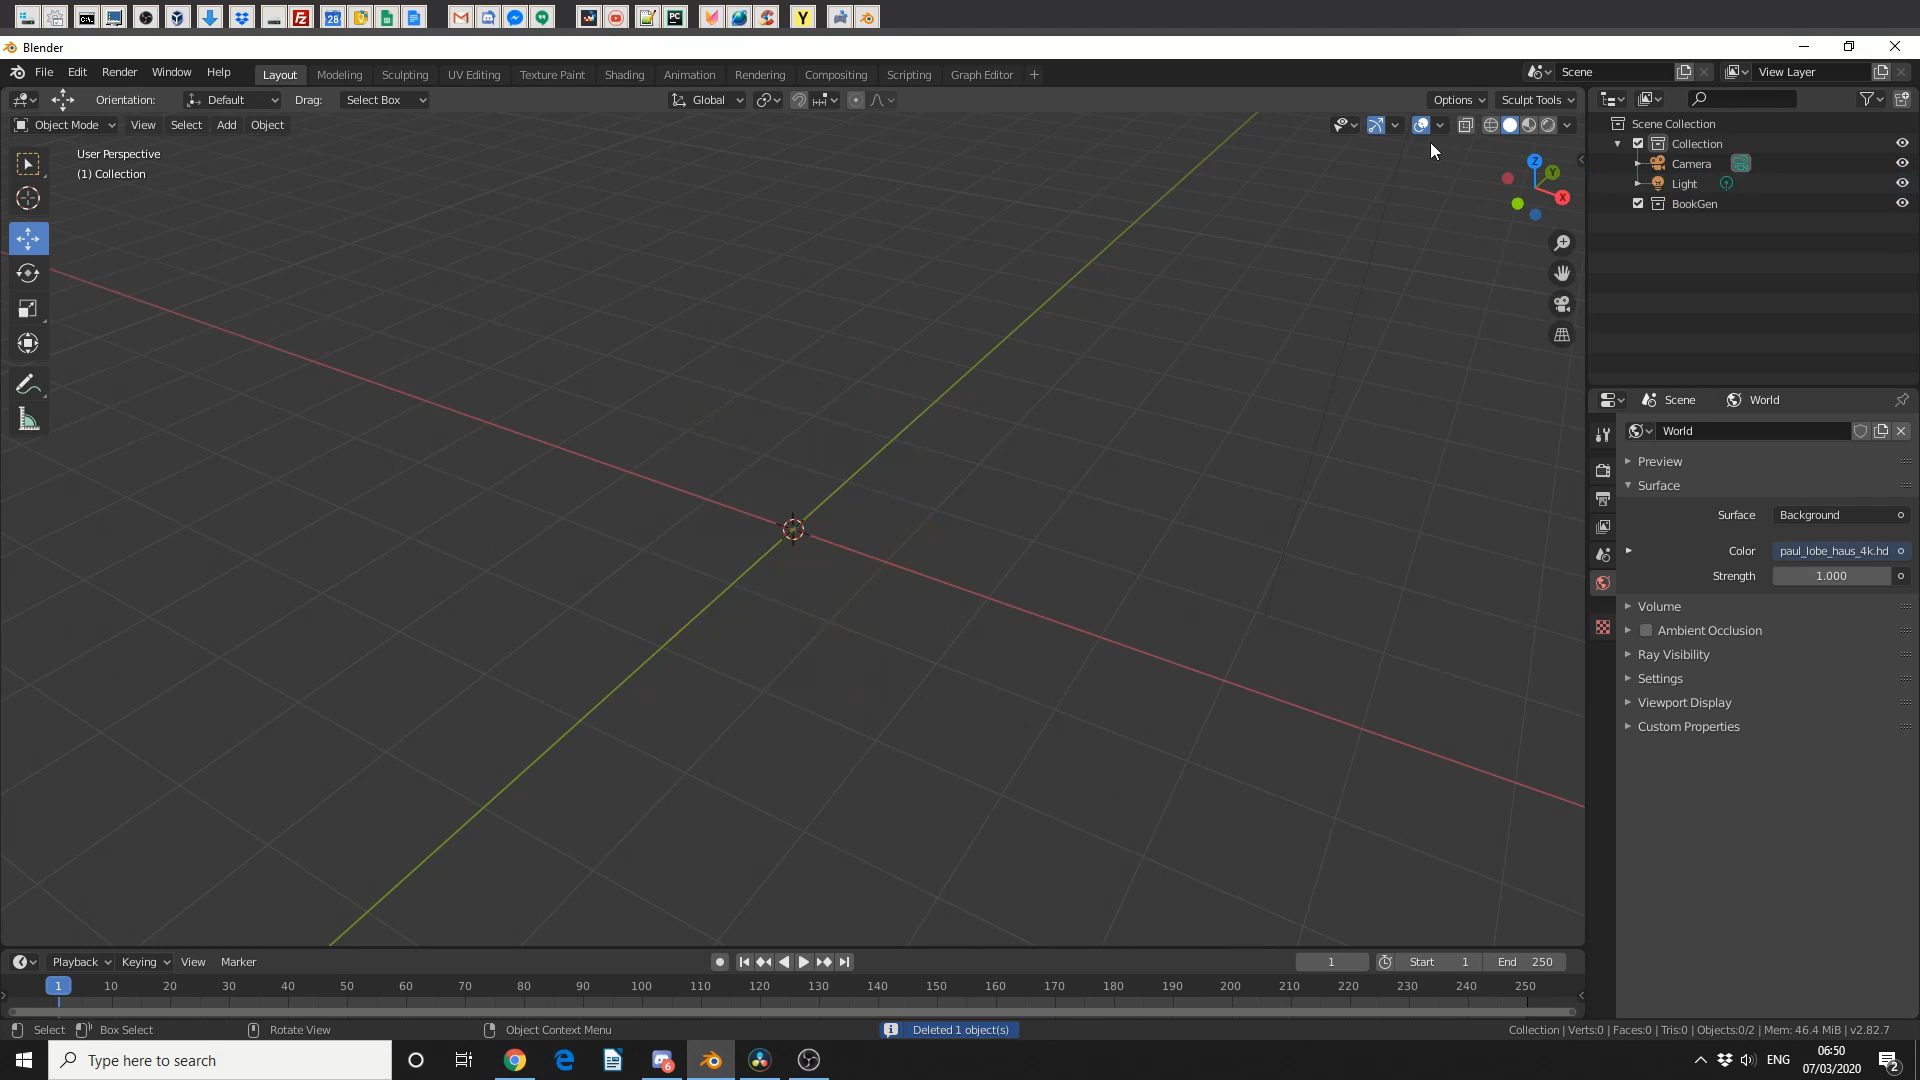 28
Y
Blender
File Edit Render Window Help Layout Modeling Sculpting UV Editing Texture Paint Shading Animation Rendering Compositing Scripting Graph Editor + Scene View Layer
Orientation: Default Drag: Select Box Global Options Sculpt Tools
Object Mode View Select Add Object
User Perspective
(1) Collection
Z
Y
X
Scene Collection
Collection
Camera
Light
BookGen
Scene World
World
Preview
Surface
Surface Background
Color paul_lobe_haus_4k.hd
Strength 1.000
Volume
Ambient Occlusion
Ray Visibility
Settings
Viewport Display
Custom Properties
Playback Keying View Marker 1 Start 1 End 250
1 10 20 30 40 50 60 70 80 90 100 110 120 130 140 150 160 170 180 190 200 210 220 230 240 250
Select Box Select Rotate View Object Context Menu Deleted 1 object(s) Collection | Verts:0 | Faces:0 | Tris:0 | Objects:0/2 | Mem: 46.4 MiB | v2.82.7
Type here to search 6 ENG 06:50
07/03/2020 2